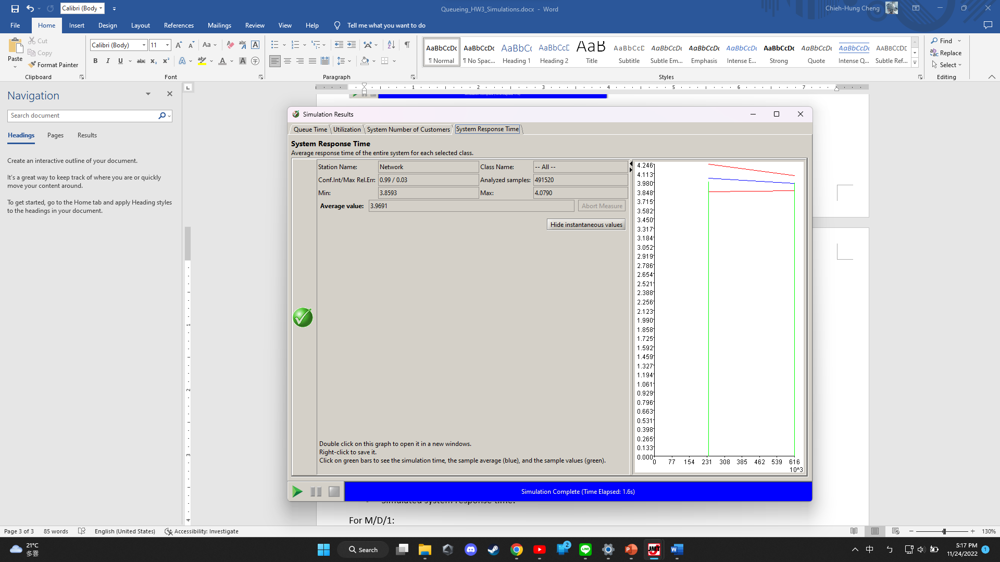 Calibri (Body
Queueing_HW3_Simulations.docx - Word
Chieh-Hung Cheng
File Home Insert Design Layout References Mailings Review View Help Tell me what you want to do
Paste
Cut
Copy
Format Painter
Clipboard
Calibri (Body) 11
Font
Paragraph
AaBbCcDc ¶ Normal
AaBbCcDc ¶ No Spac...
AaBbCc Heading 1
AaBbCcD Heading 2
AaB Title
AaBbCcD Subtitle
AaBbCcDc Subtle Em...
AaBbCcDc Emphasis
AaBbCcDc Intense E...
AaBbCcDc Strong
AaBbCcDc Quote
AaBbCcDc Intense Q...
AaBbCcDc Subtle Ref...
Styles
Find
Replace
Select
Editing
Navigation
Search document
Headings Pages Results
Create an interactive outline of your document.
It's a great way to keep track of where you are or quickly
move your content around.
To get started, go to the Home tab and apply Heading styles
to the headings in your document.
1 2 3 4 5 6 7
Simulation Results
Queue Time Utilization System Number of Customers System Response Time
System Response Time
Average response time of the entire system for each selected class.
Station Name: Network Class Name: -- All --
Conf.Int/Max Rel.Err: 0.99 / 0.03 Analyzed samples: 491520
Min: 3.8593 Max: 4.0790
Average value: 3.9691 Abort Measure
Hide instantaneous values
4.246
4.113
3.980
3.848
3.715
3.582
3.450
3.317
3.184
3.052
2.919
2.786
2.654
2.521
2.388
2.256
2.123
1.990
1.858
1.725
1.592
1.459
1.327
1.194
1.061
0.929
0.796
0.663
0.531
0.398
0.265
0.133
0.000
0 77 154 231 308 385 462 539 616
10^3
Double click on this graph to open it in a new windows.
Right-click to save it.
Click on green bars to see the simulation time, the sample average (blue), and the sample values (green).
Simulation Complete (Time Elapsed: 1.6s)
Simulated system response time:
For M/D/1:
Page 3 of 3 85 words English (United States) Accessibility: Investigate
130%
21°C
多雲
Search
2
JMT
中
5:17 PM
11/24/2022
1